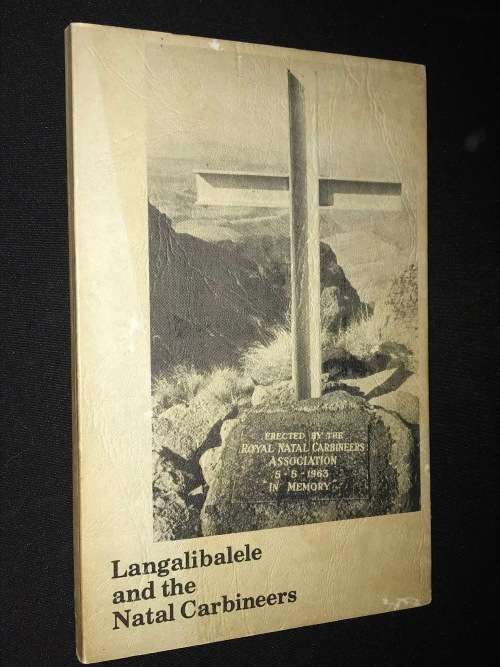 ERECTED BY THE
ROYAL NATAL CARBINEERS
ASSOCIATION
5-5-1963
"IN MEMORY"
Langalibalele
and the
Natal Carbineers